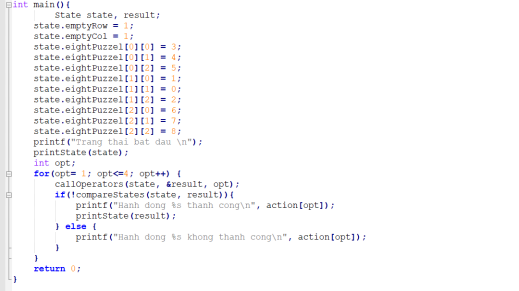 int main(){
State state, result;
state.emptyRow = 1;
state.emptyCol = 1;
state.eightPuzzel[0][0] = 3;
state.eightPuzzel[0][1] = 4;
state.eightPuzzel[0][2] = 5;
state.eightPuzzel[1][0] = 1;
state.eightPuzzel[1][1] = 0;
state.eightPuzzel[1][2] = 2;
state.eightPuzzel[2][0] = 6;
state.eightPuzzel[2][1] = 7;
state.eightPuzzel[2][2] = 8;
printf("Trang thai bat dau \n");
printState(state);
int opt;
for(opt= 1; opt<=4; opt++) {
callOperators(state, &result, opt);
if(!compareStates(state, result)){
printf("Hanh dong %s thanh cong\n", action[opt]);
printState(result);
} else {
printf("Hanh dong %s khong thanh cong\n", action[opt]);
}
}
return 0;
}